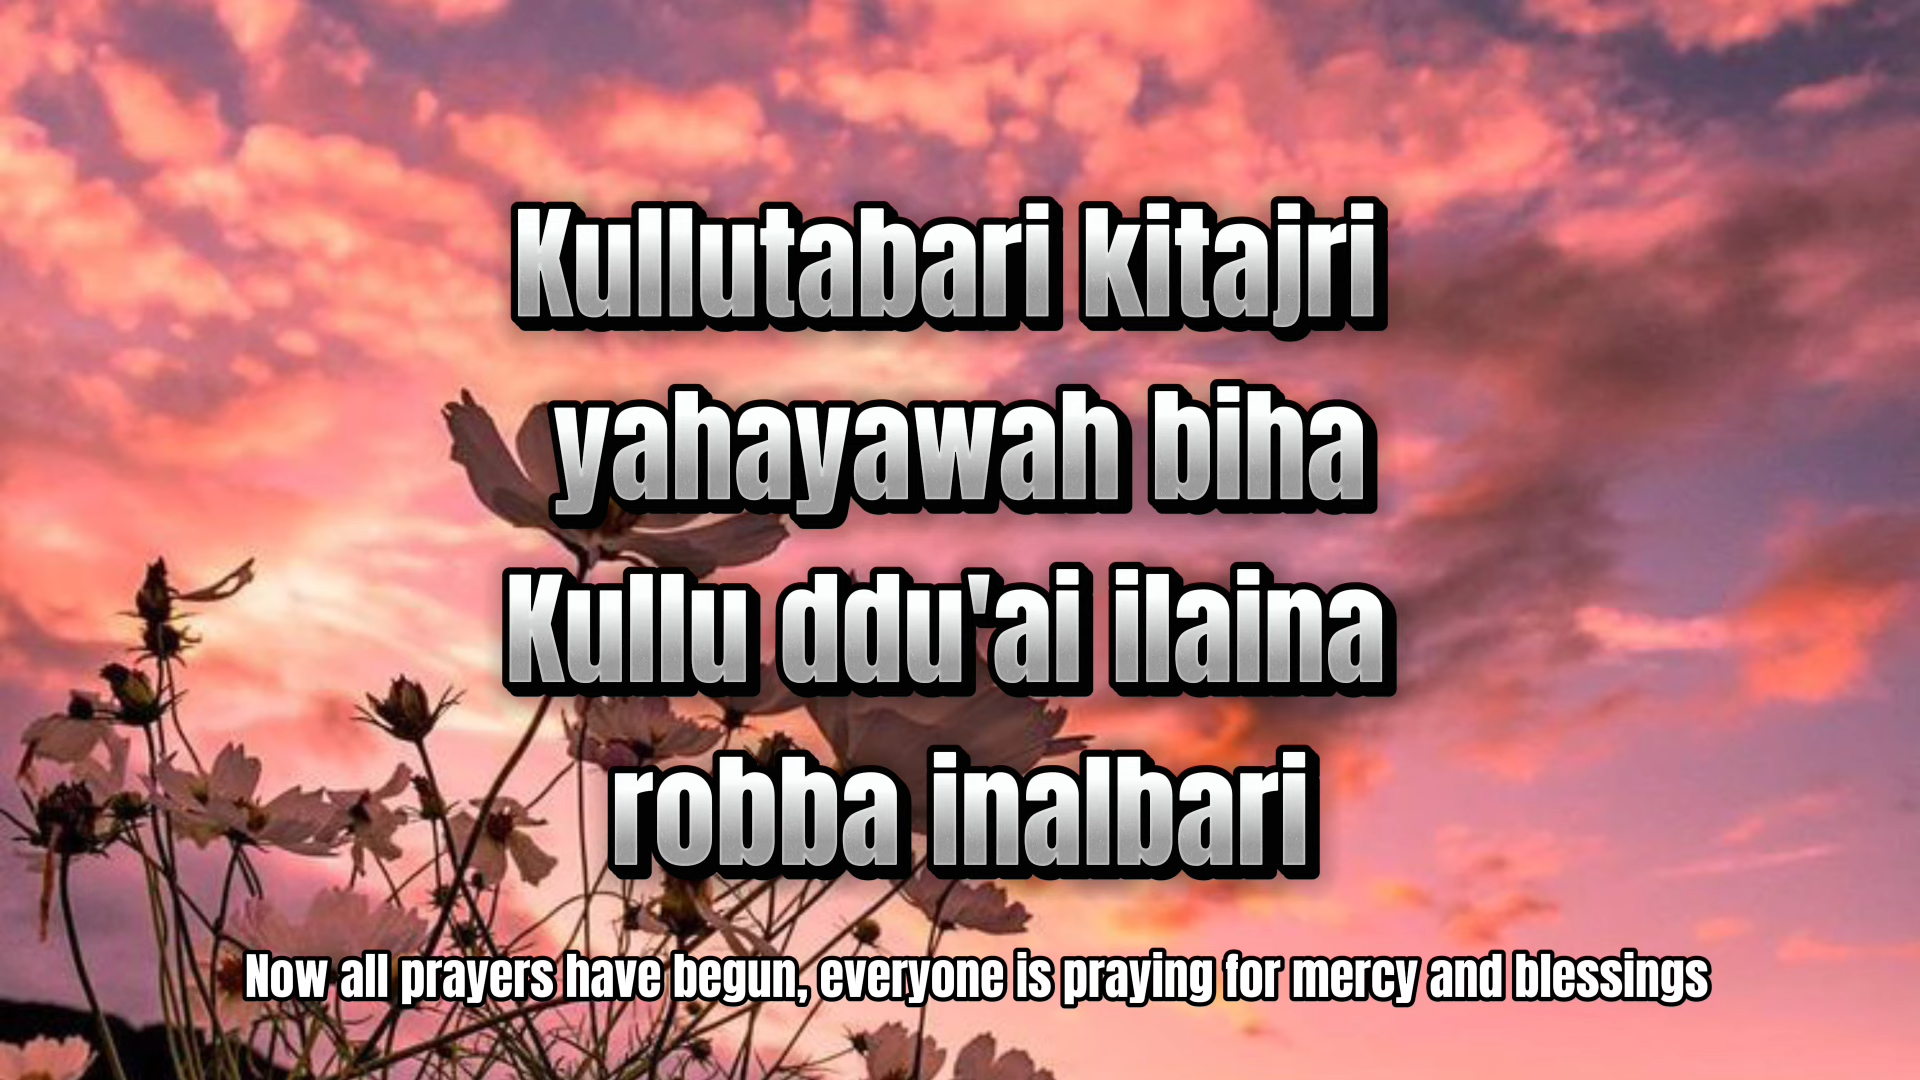 Kullutabari kitajri
yahayawah biha
Kullu ddu'ai ilaina
robba inalbari
Now all prayers have begun, everyone is praying for mercy and blessings